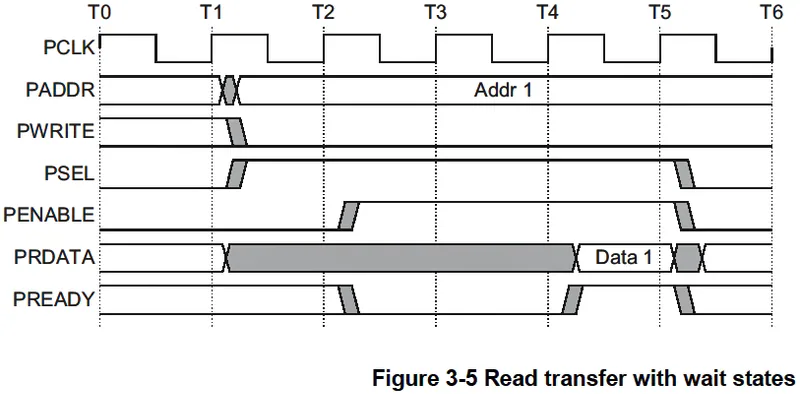 T0 T1 T2 T3 T4 T5 T6
PCLK
PADDR Addr 1
PWRITE
PSEL
PENABLE
PRDATA Data 1
PREADY
Figure 3-5 Read transfer with wait states